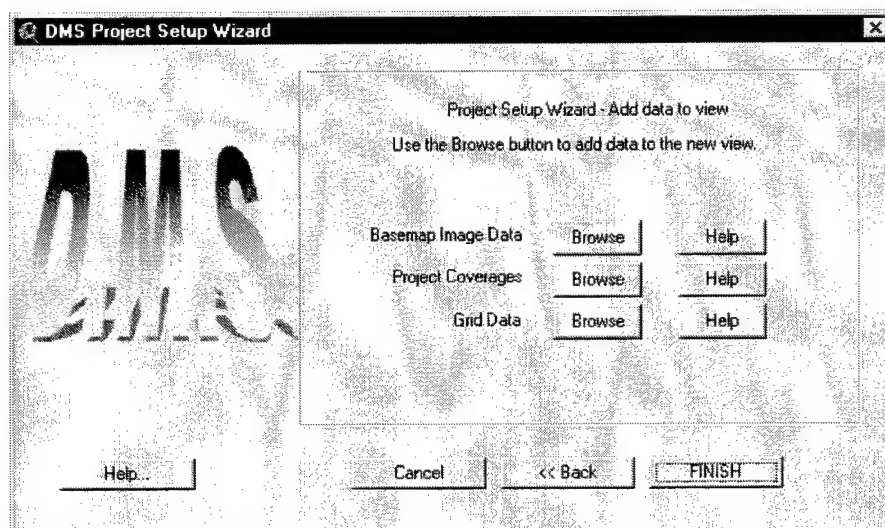 DMS Project Setup Wizard
DMS
Project Setup Wizard - Add data to view
Use the Browse button to add data to the new view.
Basemap Image Data Browse Help
Project Coverages Browse Help
Grid Data Browse Help
Help... Cancel << Back FINISH